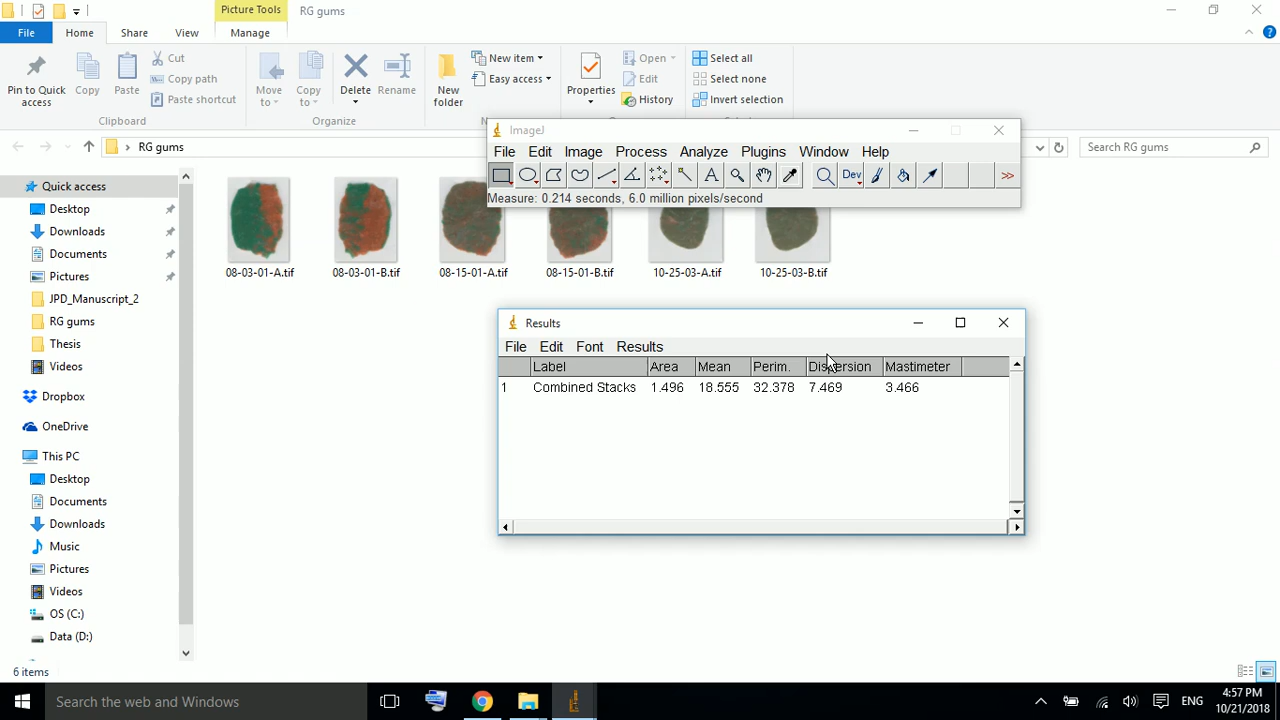 Picture Tools
RG gums
File
Home
Share
View
Manage
Pin to Quick access
Copy
Paste
Cut
Copy path
Paste shortcut
Clipboard
Move to
Copy to
Delete
Rename
Organize
New folder
New item
Easy access
Properties
Open
Edit
History
Select all
Select none
Invert selection
RG gums
Search RG gums
ImageJ
File Edit Image Process Analyze Plugins Window Help
Dev
>>
Measure: 0.214 seconds, 6.0 million pixels/second
Quick access
Desktop
Downloads
Documents
Pictures
JPD_Manuscript_2
RG gums
Thesis
Videos
Dropbox
OneDrive
This PC
Desktop
Documents
Downloads
Music
Pictures
Videos
OS (C:)
Data (D:)
08-03-01-A.tif
08-03-01-B.tif
08-15-01-A.tif
08-15-01-B.tif
10-25-03-A.tif
10-25-03-B.tif
Results
File Edit Font Results
Label Area Mean Perim. Dispersion Mastimeter
1 Combined Stacks 1.496 18.555 32.378 7.469 3.466
6 items
Search the web and Windows
ENG
4:57 PM
10/21/2018